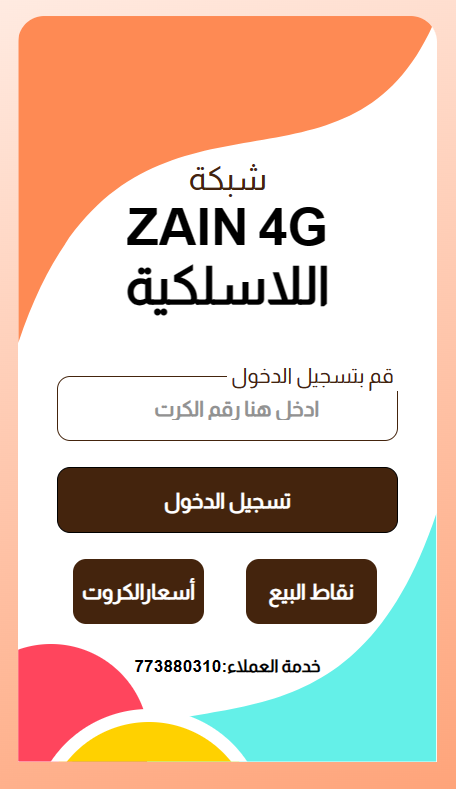 شبكة
ZAIN 4G
اللاسلكية
قم بتسجيل الدخول
ادخل هنا رقم الكرت
تسجيل الدخول
نقاط البيع
أسعارالكروت
خدمة العملاء:773880310